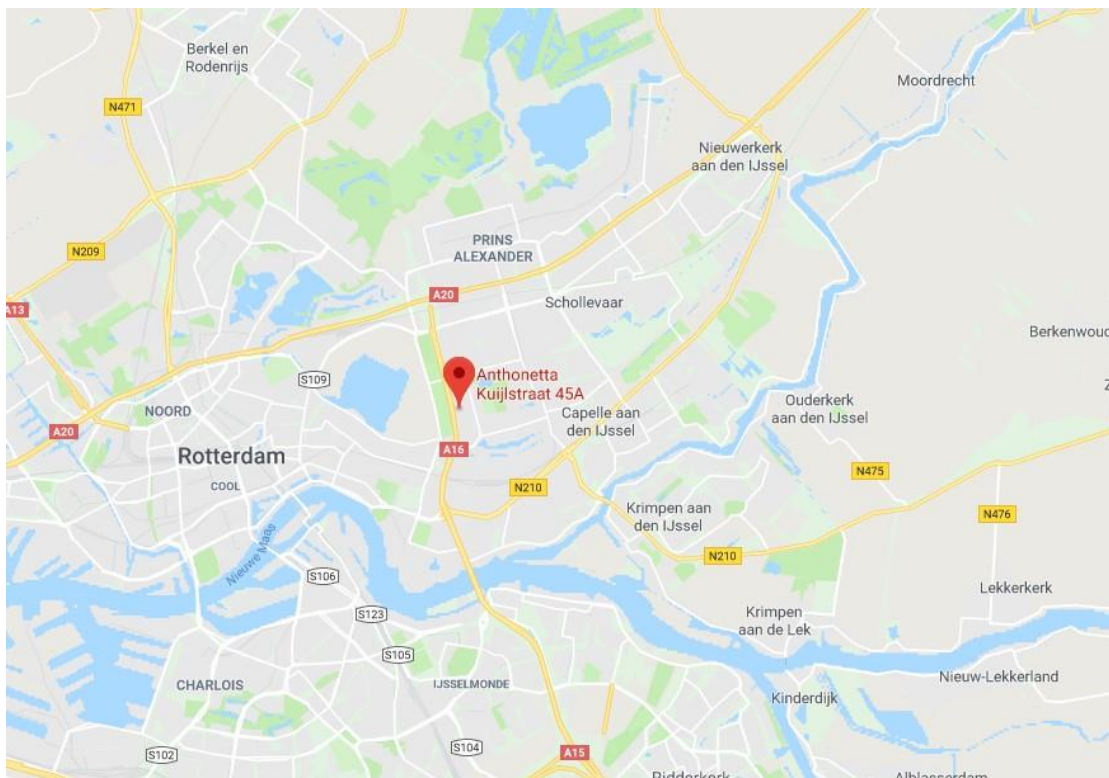 Berkel en
Rodenrijs
Moordrecht
N471
Nieuwerkerk
aan den IJssel
N209
PRINS
ALEXANDER
A20
Schollevaar
A13
Berkenwoud
S109
Anthonetta
Kuijlstraat 45A
NOORD
Capelle aan
den IJssel
Ouderkerk
aan den IJssel
A20
A16
Rotterdam
COOL
N475
N210
Krimpen aan
den IJssel
N476
Nieuwe Maas
N210
S106
Lekkerkerk
S123
Krimpen
aan de Lek
S105
CHARLOIS
IJSSELMONDE
Nieuw-Lekkerland
Kinderdijk
S102
S104
A15
Ridderkerk
Alblasserdam